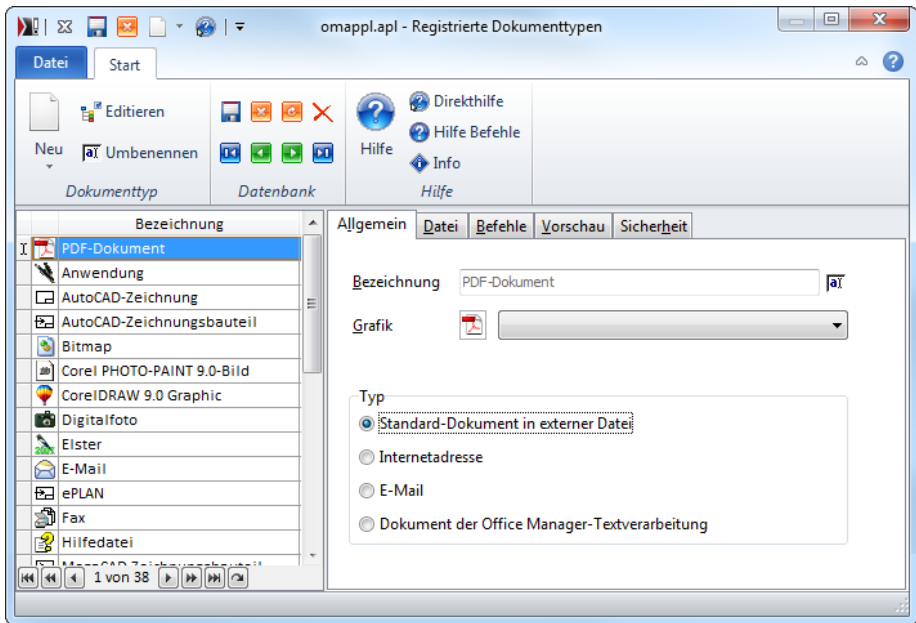 omappl.apl - Registrierte Dokumenttypen
Datei
Start
Neu
Editieren
Umbenennen
Dokumenttyp
Datenbank
Hilfe
Direkthilfe
Hilfe Befehle
Info
Hilfe
Bezeichnung
PDF-Dokument
Anwendung
AutoCAD-Zeichnung
AutoCAD-Zeichnungsbauteil
Bitmap
Corel PHOTO-PAINT 9.0-Bild
CorelDRAW 9.0 Graphic
Digitalfoto
Elster
E-Mail
ePLAN
Fax
Hilfedatei
MegaCAD Zeichnungsbauteil
1 von 38
Allgemein
Datei
Befehle
Vorschau
Sicherheit
Bezeichnung
PDF-Dokument
Grafik
Typ
Standard-Dokument in externer Datei
Internetadresse
E-Mail
Dokument der Office Manager-Textverarbeitung